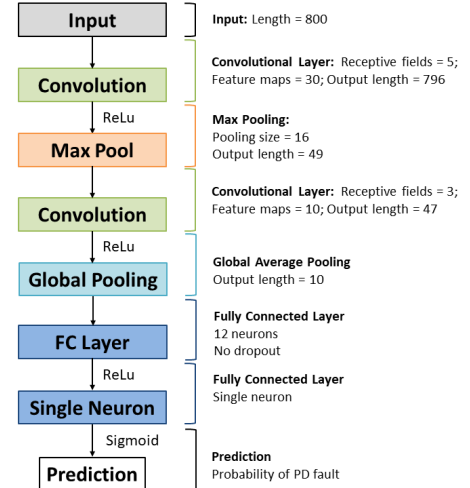 Input
Input: Length = 800
Convolution
Convolutional Layer: Receptive fields = 5;
Feature maps = 30; Output length = 796
ReLu
Max Pool
Max Pooling:
Pooling size = 16
Output length = 49
Convolution
Convolutional Layer: Receptive fields = 3;
Feature maps = 10; Output length = 47
ReLu
Global Pooling
Global Average Pooling
Output length = 10
FC Layer
Fully Connected Layer
12 neurons
No dropout
ReLu
Single Neuron
Fully Connected Layer
Single neuron
Sigmoid
Prediction
Prediction
Probability of PD fault